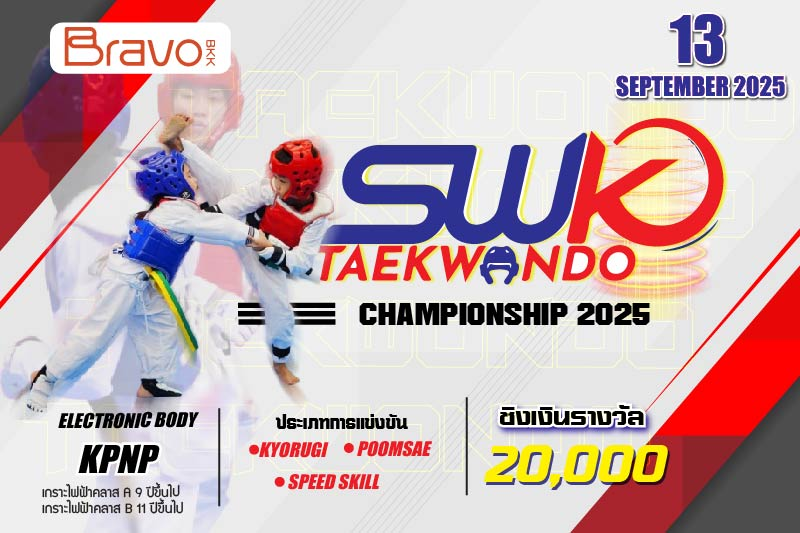 Bravo BKK
13
SEPTEMBER 2025
SWK
TAEKWONDO
CHAMPIONSHIP 2025
ELECTRONIC BODY
KPNP
เกราะไฟฟ้าคลาส A 9 ปีขึ้นไป
เกราะไฟฟ้าคลาส B 11 ปีขึ้นไป
ประเภทการแข่งขัน
•KYORUGI • POOMSAE
• SPEED SKILL
ชิงเงินรางวัล
20,000
TAEKWONDO